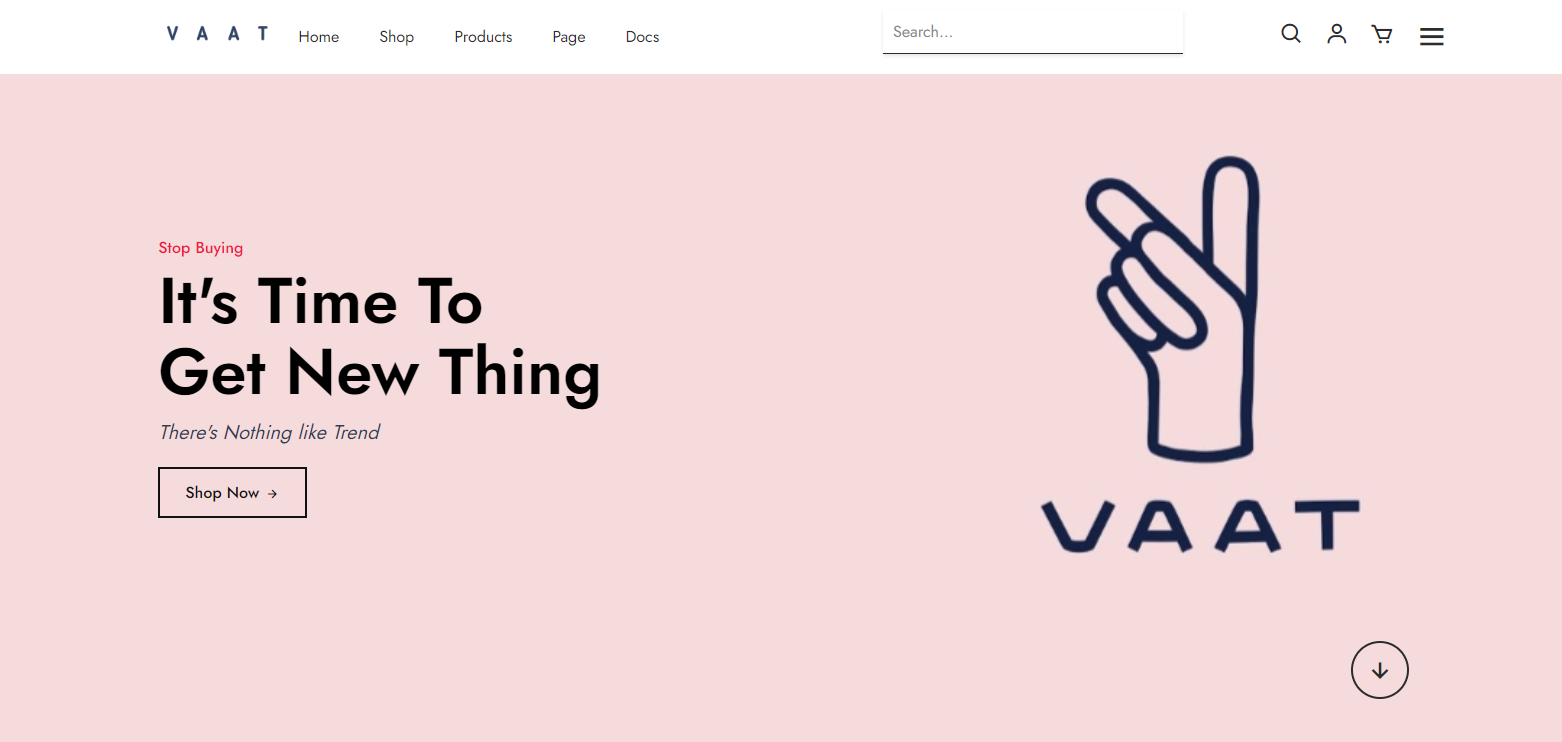 V A A T
Home Shop Products Page Docs
Search...
Stop Buying
It's Time To
Get New Thing
There's Nothing like Trend
Shop Now →
VAAT